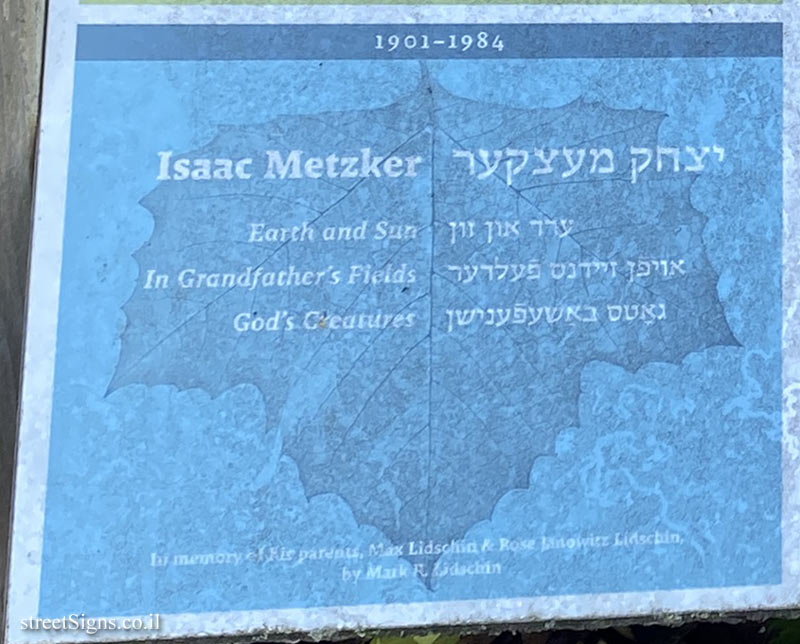 1901–1984
Isaac Metzker יצחק מעצקער
Earth and Sun ערד און זון
In Grandfather's Fields אויפֿן זיידנס פֿעלדער
God's Creatures גאָטס באַשעפֿענישן
In memory of his parents, Max Lidschin & Rose Janowitz Lidschin,
by Mark R. Lidschin
streetSigns.co.il